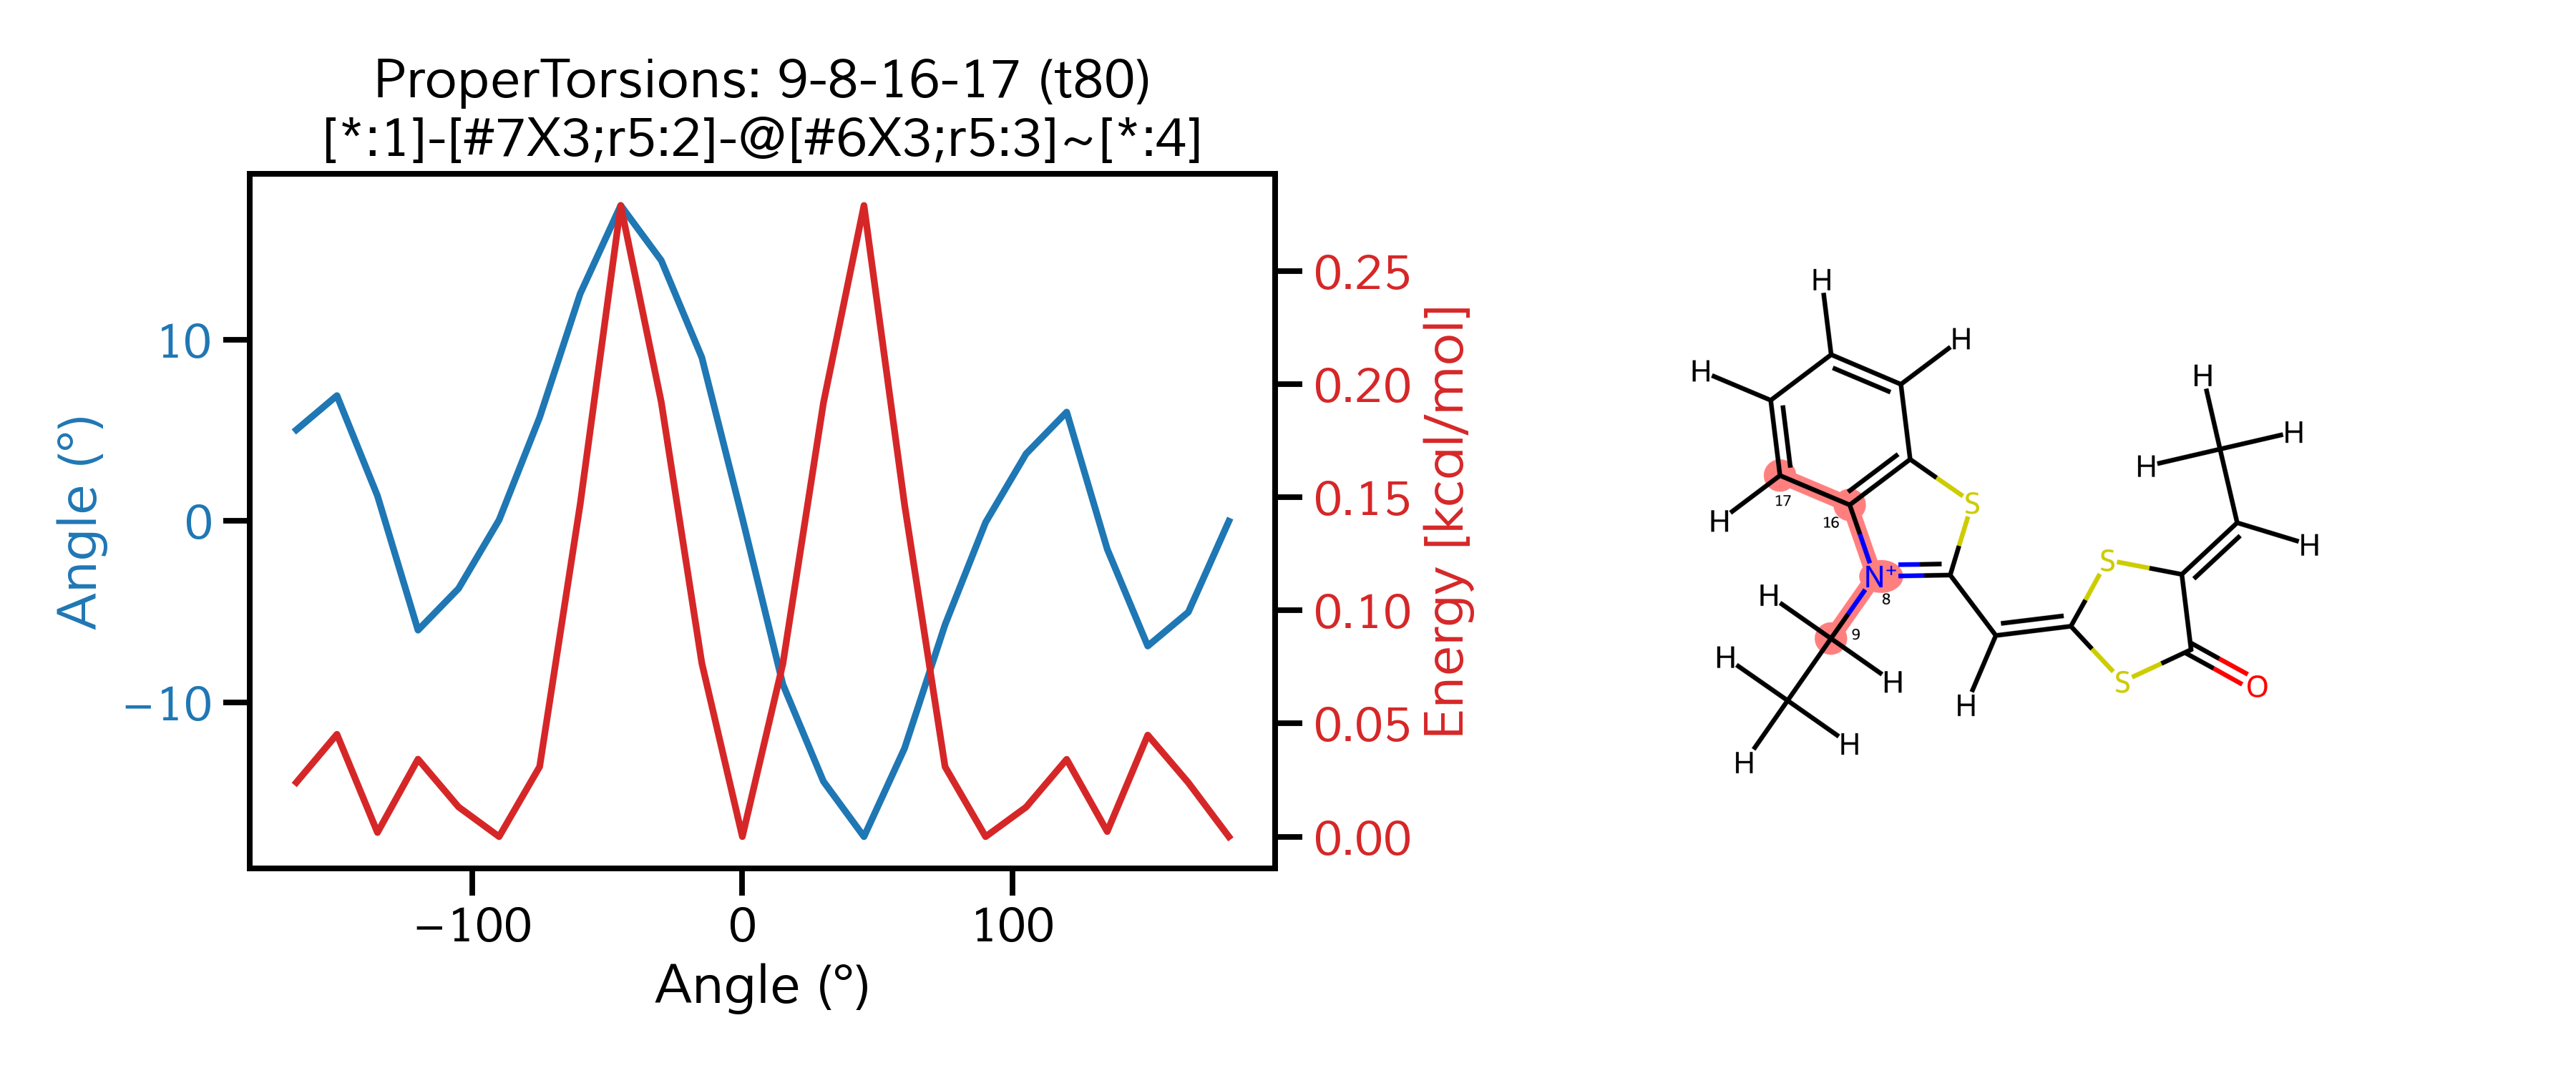 ProperTorsions: 9-8-16-17 (t80)
[*:1]-[#7X3;r5:2]-@[#6X3;r5:3]~[*:4]
10
0
−10
Angle (°)
−100
0
100
Angle (°)
0.25
0.20
0.15
0.10
0.05
0.00
Energy [kcal/mol]
H
H
H
H
H
H
S
17
16
H
H
S
N+
8
H
9
H
H
S
O
H
H
H
H